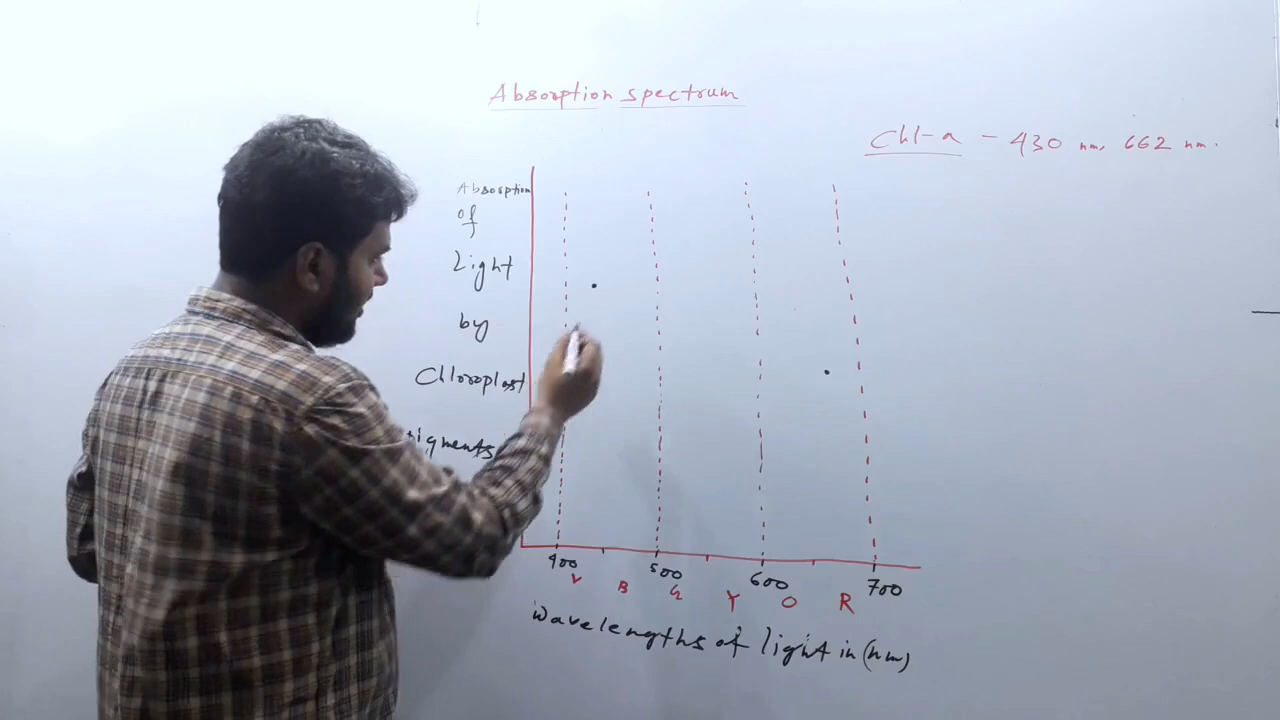 Absorption spectrum
Chl-a - 430 nm, 662 nm.
Absorption
of
Light
by
Chloroplast
pigments
400 500 600 700
V B G Y O R
Wavelengths of light in (nm)